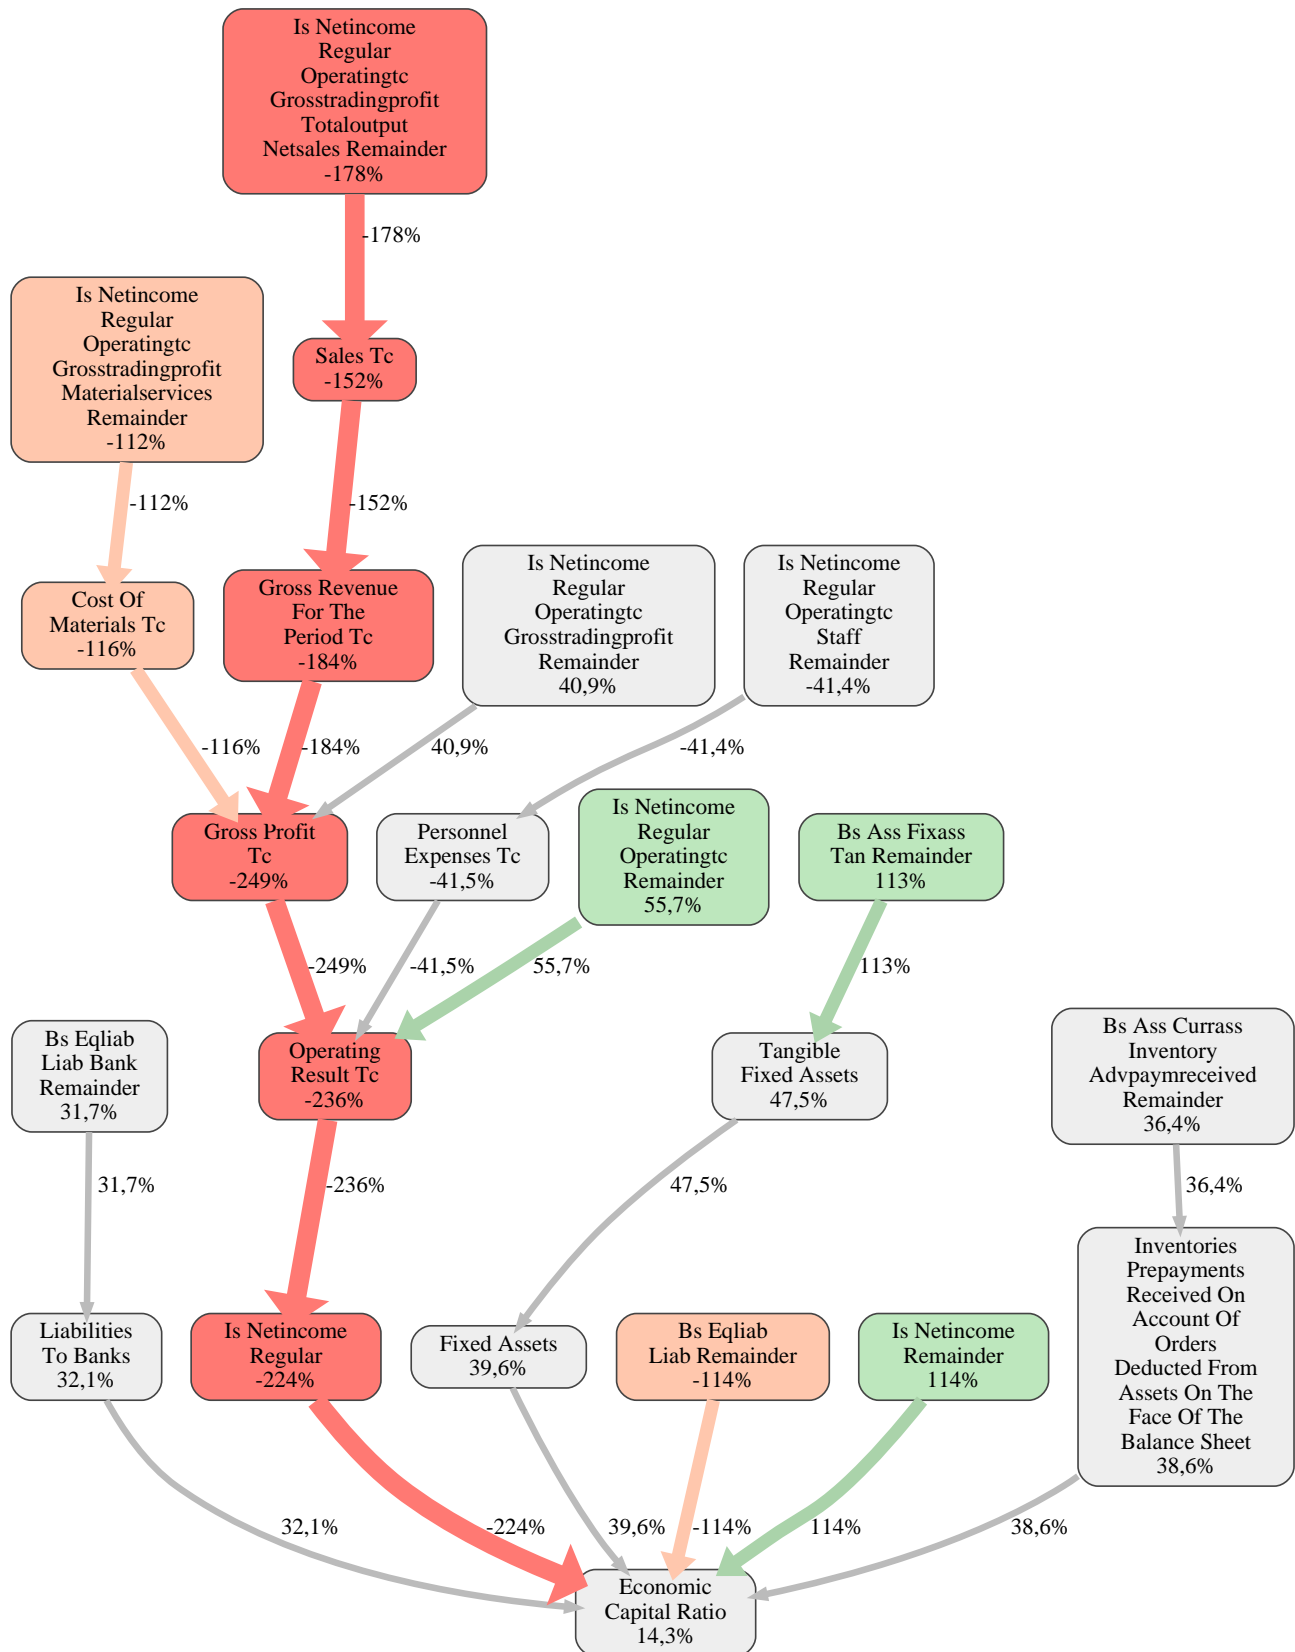 Is Netincome
Regular
Operatingtc
Grosstradingprofit
Totaloutput
Netsales Remainder
-178%
-178%
Is Netincome
Regular
Operatingtc
Grosstradingprofit
Materialservices
Remainder
-112%
Sales Tc
-152%
-112%
-152%
Cost Of
Materials Tc
-116%
Gross Revenue
For The
Period Tc
-184%
Is Netincome
Regular
Operatingtc
Grosstradingprofit
Remainder
40,9%
Is Netincome
Regular
Operatingtc
Staff
Remainder
-41,4%
-116%
-184%
40,9%
-41,4%
Gross Profit
Tc
-249%
Personnel
Expenses Tc
-41,5%
Is Netincome
Regular
Operatingtc
Remainder
55,7%
Bs Ass Fixass
Tan Remainder
113%
-249%
-41,5%
55,7%
113%
Bs Eqliab
Liab Bank
Remainder
31,7%
Operating
Result Tc
-236%
Tangible
Fixed Assets
47,5%
Bs Ass Currass
Inventory
Advpaymreceived
Remainder
36,4%
31,7%
-236%
47,5%
36,4%
Liabilities
To Banks
32,1%
Is Netincome
Regular
-224%
Fixed Assets
39,6%
Bs Eqliab
Liab Remainder
-114%
Is Netincome
Remainder
114%
Inventories
Prepayments
Received On
Account Of
Orders
Deducted From
Assets On The
Face Of The
Balance Sheet
38,6%
32,1%
-224%
39,6%
-114%
114%
38,6%
Economic
Capital Ratio
14,3%